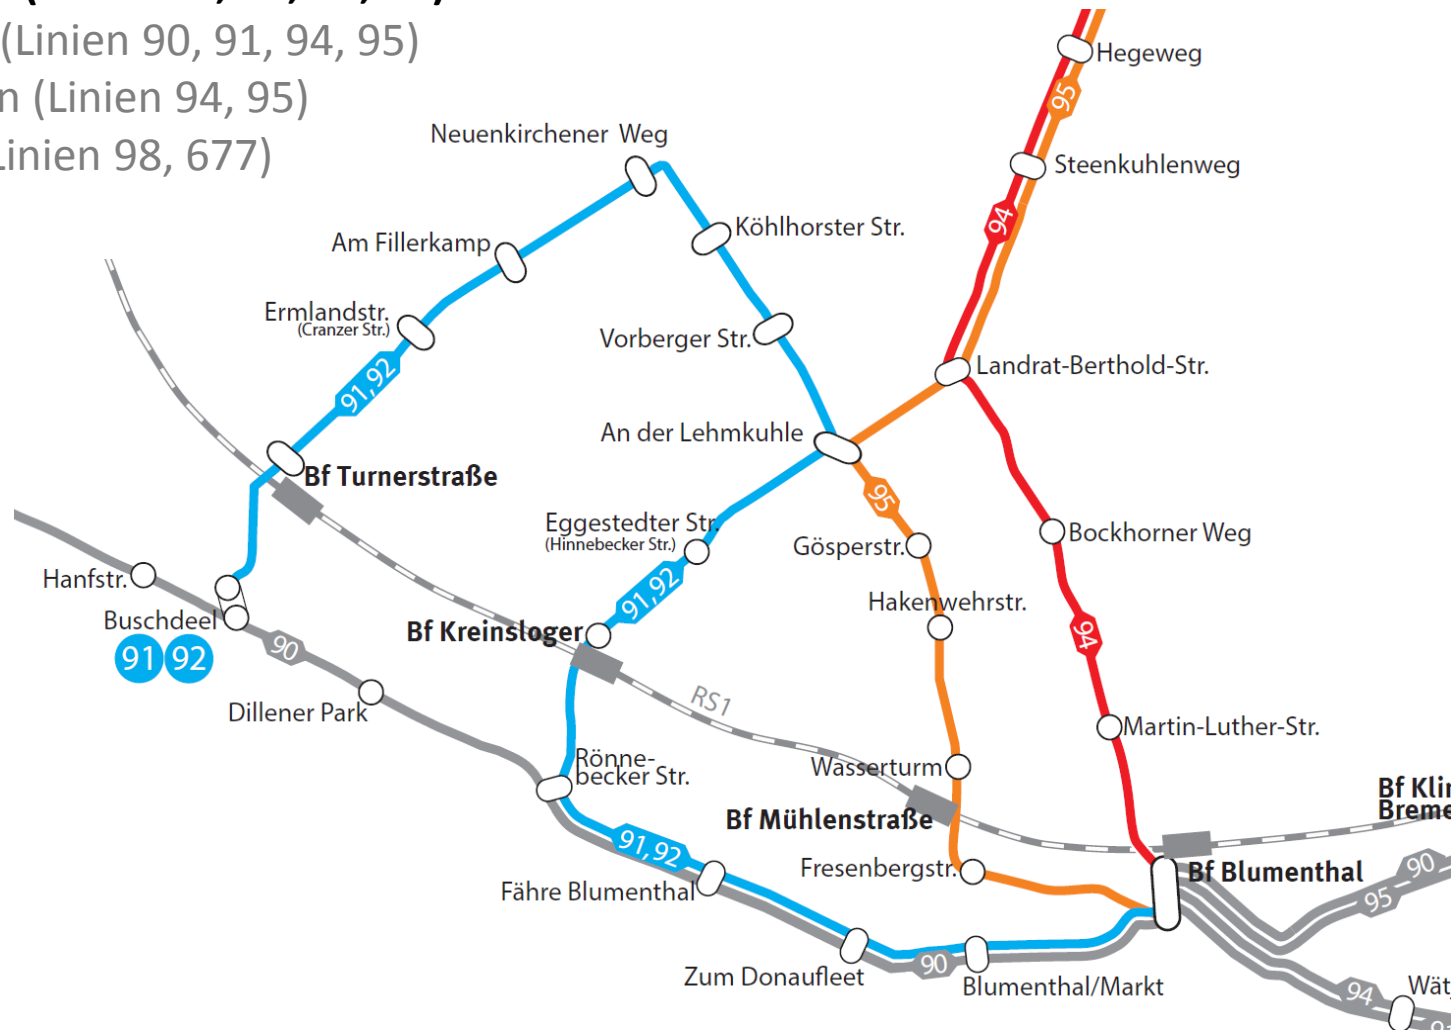 (Linien 90, 91, 94, 95)
n (Linien 94, 95)
Linien 98, 677)
Hegeweg
95
Neuenkirchener Weg
Steenkuhlenweg
94
Köhlhorster Str.
Am Fillerkamp
Ermlandstr.
(Cranzer Str.)
Vorberger Str.
91,92
Landrat-Berthold-Str.
An der Lehmkuhle
Bf Turnerstraße
95
Eggestedter Str.
(Hinnebecker Str.)
Gösperstr.
Bockhorner Weg
Hanfstr.
91,92
Hakenwehrstr.
Buschdeel
91 92
90
Bf Kreinsloger
94
RS1
Dillener Park
Martin-Luther-Str.
Rönne-
becker Str.
Wasserturm
Bf Mühlenstraße
Bf Klin
Breme
91,92
Fresenbergstr.
Bf Blumenthal
90
95
Fähre Blumenthal
Zum Donaufleet
90
Blumenthal/Markt
94
Wätj